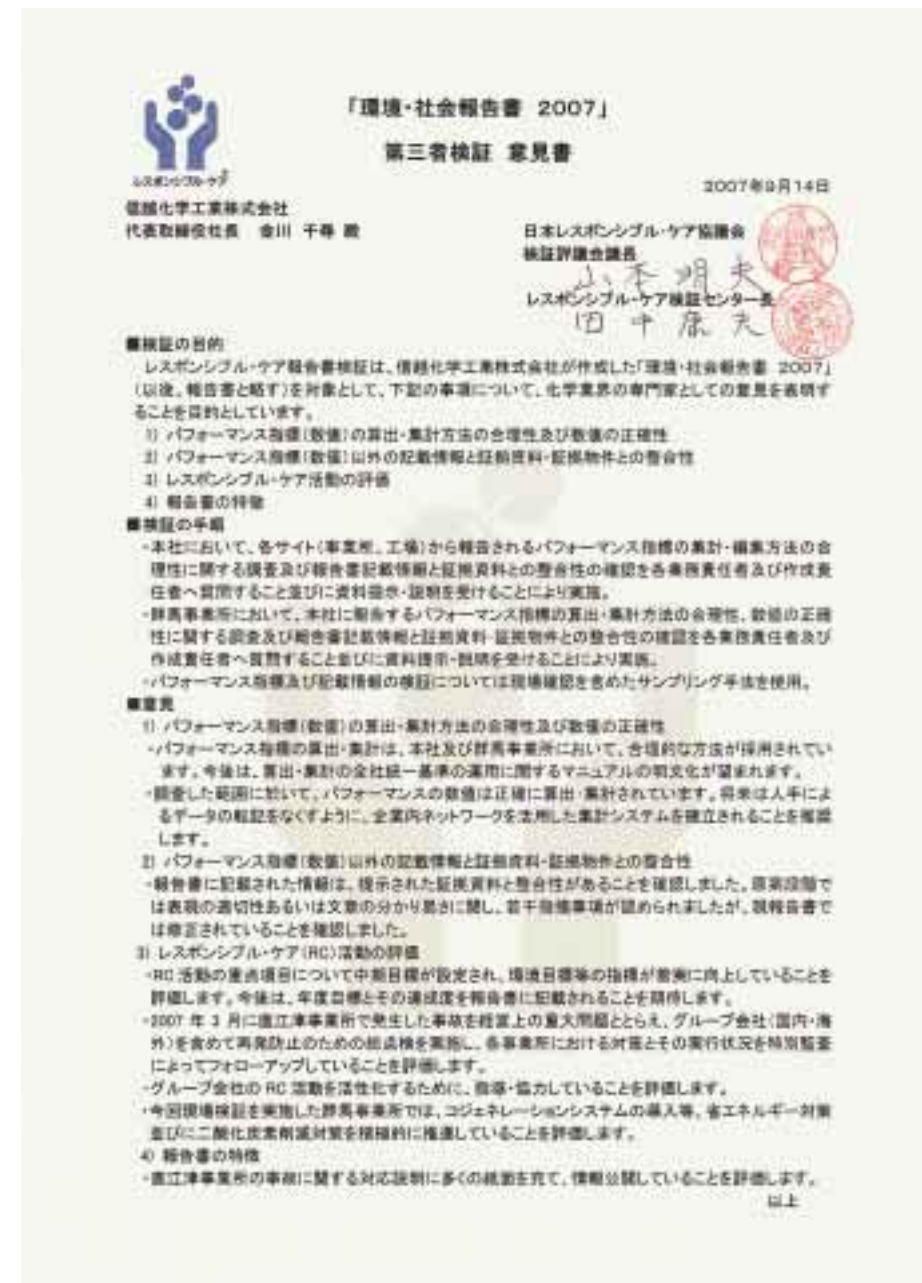 レスポンシブル・ケア
「環境・社会報告書 2007」
第三者検証 意見書
2007年9月14日
信越化学工業株式会社
代表取締役社長 金川 千尋 殿
日本レスポンシブル・ケア協議会
検証評議会議長
山本明夫
レスポンシブル・ケア検証センター長
田中康夫
■検証の目的
レスポンシブル・ケア報告書検証は、信越化学工業株式会社が作成した「環境・社会報告書 2007」
(以後、報告書と略す)を対象として、下記の事項について、化学業界の専門家としての意見を表明す
ることを目的としています。
1) パフォーマンス指標(数値)の算出・集計方法の合理性及び数値の正確性
2) パフォーマンス指標(数値)以外の記載情報と証拠資料・証拠物件との整合性
3) レスポンシブル・ケア活動の評価
4) 報告書の特徴
■検証の手順
・本社において、各サイト(事業所、工場)から報告されるパフォーマンス指標の集計・編集方法の合
理性に関する調査及び報告書記載情報と証拠資料との整合性の確認を各業務責任者及び作成責
任者へ質問すること並びに資料提示・説明を受けることにより実施。
・群馬事業所において、本社に報告するパフォーマンス指標の算出・集計方法の合理性、数値の正確
性に関する調査及び報告書記載情報と証拠資料・証拠物件との整合性の確認を各業務責任者及び
作成責任者へ質問すること並びに資料提示・説明を受けることにより実施。
・パフォーマンス指標及び記載情報の検証については現場確認を含めたサンプリング手法を使用。
■意見
1) パフォーマンス指標(数値)の算出・集計方法の合理性及び数値の正確性
・パフォーマンス指標の算出・集計は、本社及び群馬事業所において、合理的な方法が採用されてい
ます。今後は、算出・集計の全社統一基準の運用に関するマニュアルの明文化が望まれます。
・調査した範囲に於いて、パフォーマンスの数値は正確に算出・集計されています。将来は人手によ
るデータの転記をなくすように、企業内ネットワークを活用した集計システムを確立されることを推奨
します。
2) パフォーマンス指標(数値)以外の記載情報と証拠資料・証拠物件との整合性
・報告書に記載された情報は、提示された証拠資料と整合性があることを確認しました。原案段階で
は表現の適切性あるいは文章の分かり易さに関し、若干指摘事項が認められましたが、現報告書で
は修正されていることを確認しました。
3) レスポンシブル・ケア(RC)活動の評価
・RC 活動の重点項目について中期目標が設定され、環境目標等の指標が着実に向上していることを
評価します。今後は、年度目標とその達成度を報告書に記載されることを期待します。
・2007 年 3 月に直江津事業所で発生した事故を経営上の重大問題ととらえ、グループ会社(国内・海
外)を含めて再発防止のための総点検を実施し、各事業所における対策とその実行状況を特別監査
によってフォローアップしていることを評価します。
・グループ会社の RC 活動を活性化するために、指導・協力していることを評価します。
・今回現場検証を実施した群馬事業所では、コジェネレーションシステムの導入等、省エネルギー対策
並びに二酸化炭素削減対策を積極的に推進していることを評価します。
4) 報告書の特徴
・直江津事業所の事故に関する対応説明に多くの紙面を充て、情報公開していることを評価します。
以上